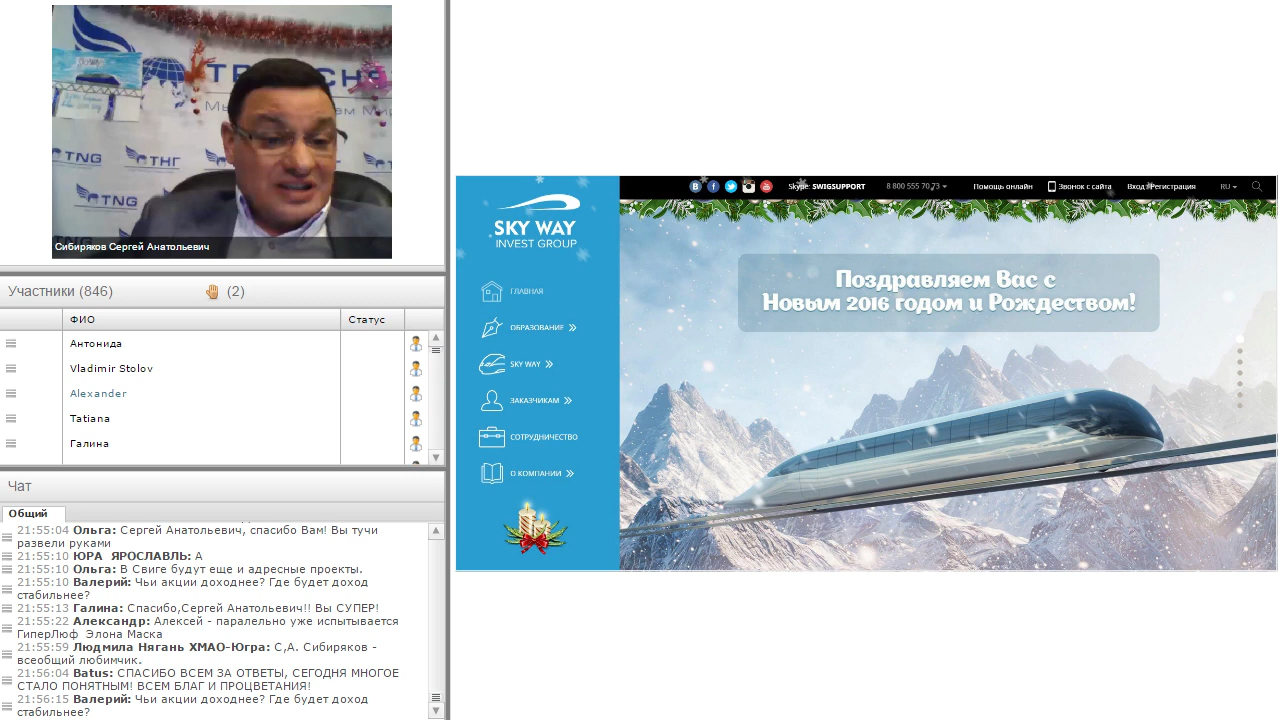 TNG
ТНГ
TNG
Сибиряков Сергей Анатольевич
Участники (846)
(2)
ФИО
Статус
Антонида
Vladimir Stolov
Alexander
Tatiana
Галина
Чат
Общий
21:55:04 Ольга: Сергей Анатольевич, спасибо Вам! Вы тучи
развели руками
21:55:10 ЮРА ЯРОСЛАВЛЬ: А
21:55:10 Ольга: В Свиге будут еще и адресные проекты.
21:55:10 Валерий: Чьи акции доходнее? Где будет доход
стабильнее?
21:55:13 Галина: Спасибо,Сергей Анатольевич!! Вы СУПЕР!
21:55:22 Александр: Алексей - паралельно уже испытывается
ГиперЛюф Элона Маска
21:55:59 Людмила Нягань ХМАО-Югра: С,А. Сибиряков -
всеобщий любимчик.
21:56:04 Batus: СПАСИБО ВСЕМ ЗА ОТВЕТЫ, СЕГОДНЯ МНОГОЕ
СТАЛО ПОНЯТНЫМ! ВСЕМ БЛАГ И ПРОЦВЕТАНИЯ!
21:56:15 Валерий: Чьи акции доходнее? Где будет доход
стабильнее?
Skype: SWIGSUPPORT
8 800 555 70 73
Помощь онлайн
Звонок с сайта
Вход/Регистрация
RU
SKY WAY
INVEST GROUP
ГЛАВНАЯ
ОБРАЗОВАНИЕ
SKY WAY
ЗАКАЗЧИКАМ
СОТРУДНИЧЕСТВО
О КОМПАНИИ
Поздравляем Вас с
Новым 2016 годом и Рождеством!